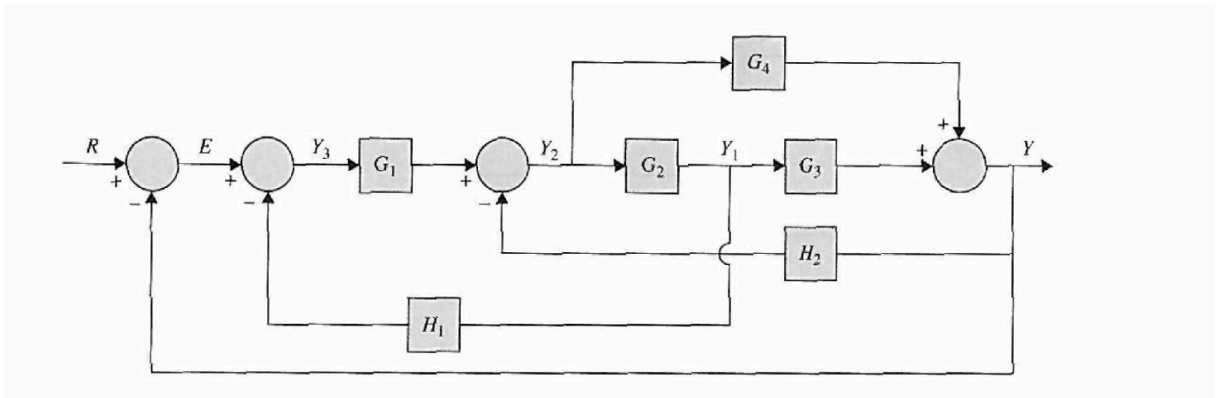 G₄
+
R
E
Y₃
G₁
Y₂
G₂
Y₁
G₃
+
Y
+
+
+
−
−
−
H₂
H₁